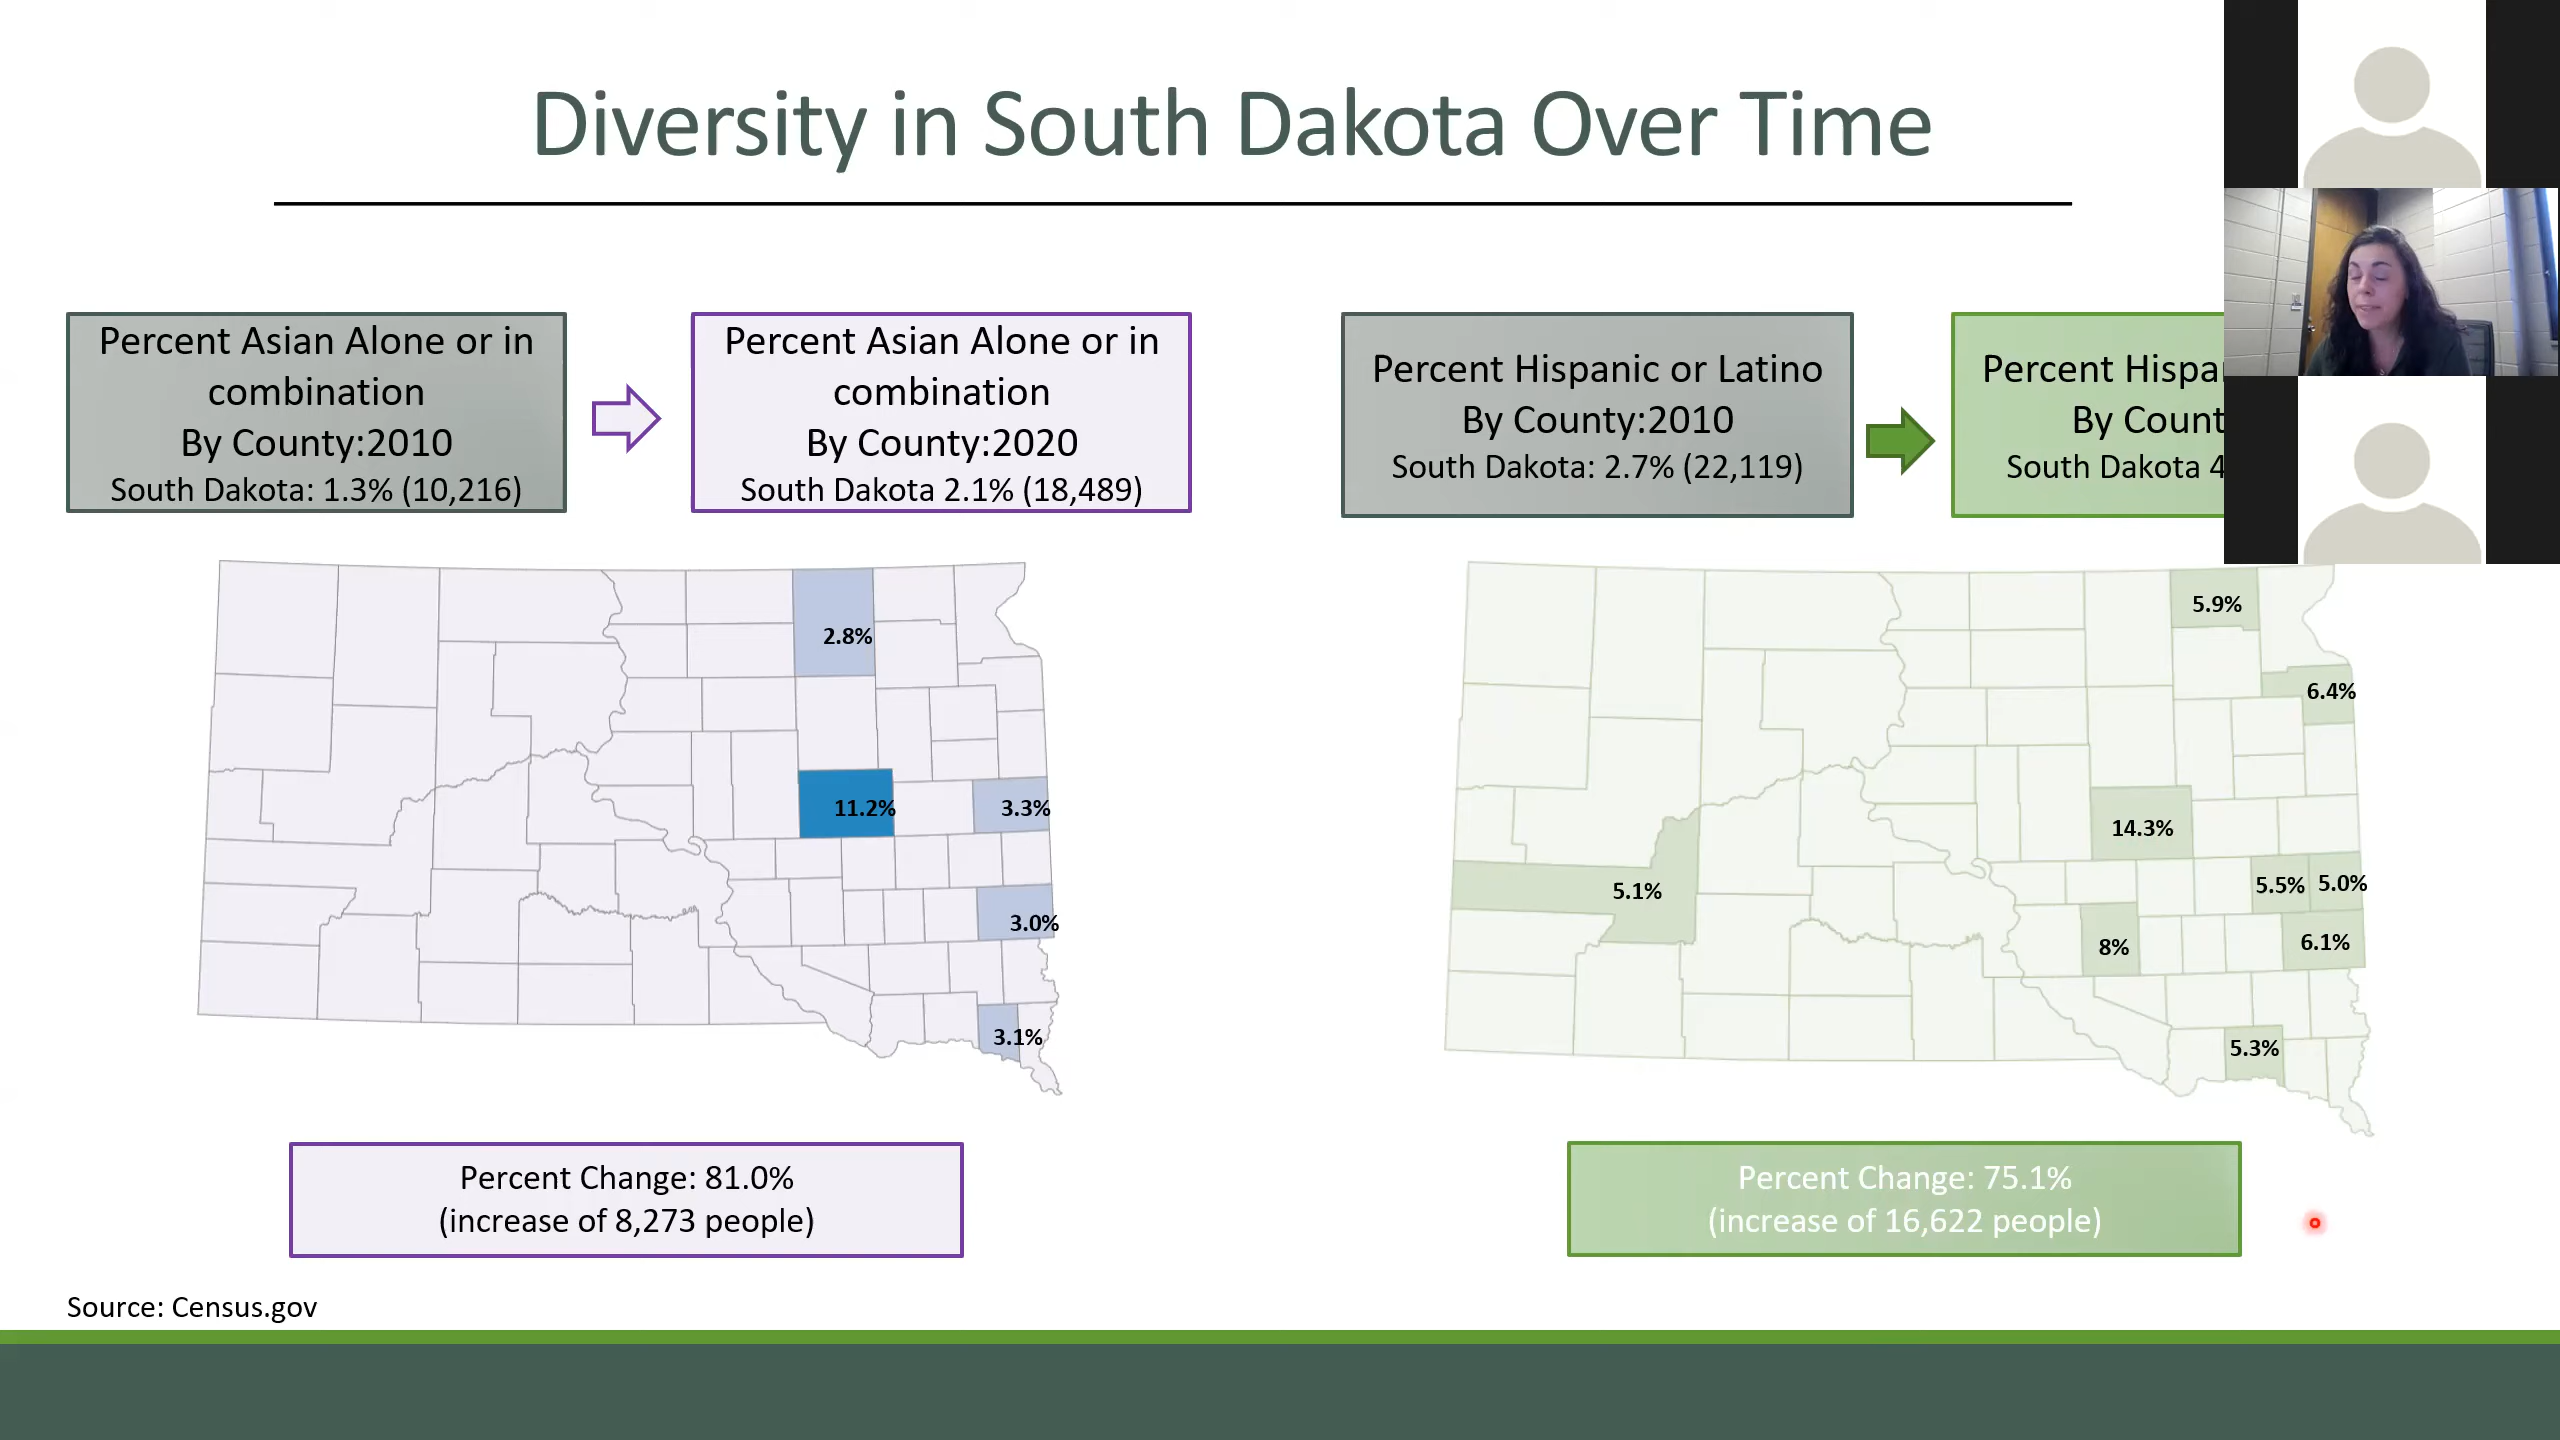 Diversity in South Dakota Over Time
Percent Asian Alone or in
combination
By County:2010
South Dakota: 1.3% (10,216)
Percent Asian Alone or in
combination
By County:2020
South Dakota 2.1% (18,489)
Percent Hispanic or Latino
By County:2010
South Dakota: 2.7% (22,119)
Percent Hispa
By Count
South Dakota 4
2.8%
11.2%
3.3%
3.0%
3.1%
5.9%
6.4%
14.3%
5.1%
5.5%
5.0%
8%
6.1%
5.3%
Percent Change: 81.0%
(increase of 8,273 people)
Percent Change: 75.1%
(increase of 16,622 people)
Source: Census.gov